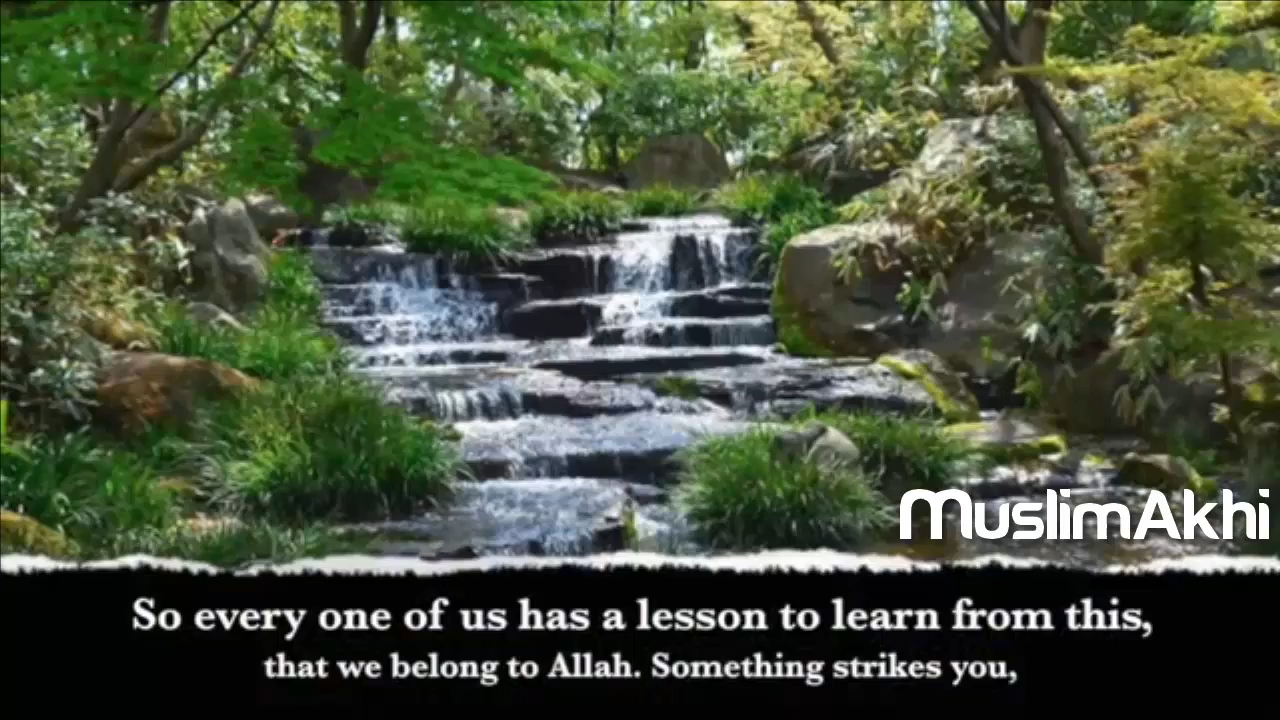 MuslimAkhi
So every one of us has a lesson to learn from this,
that we belong to Allah. Something strikes you,